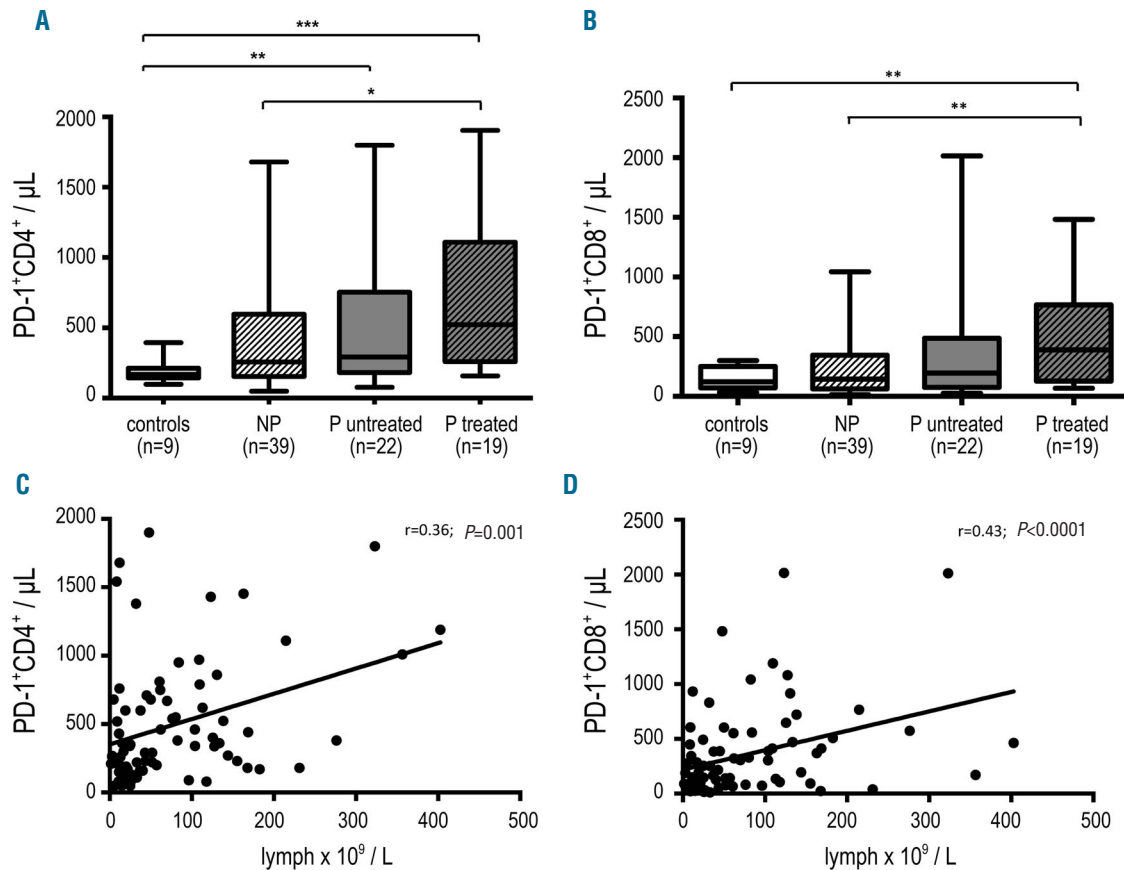 A
***
**
*
2000
1500
1000
500
0
PD-1⁺CD4⁺ / µL
controls
(n=9)
NP
(n=39)
P untreated
(n=22)
P treated
(n=19)
B
**
**
2500
2000
1500
1000
500
0
PD-1⁺CD8⁺ / µL
controls
(n=9)
NP
(n=39)
P untreated
(n=22)
P treated
(n=19)
C
r=0.36; P=0.001
2000
1500
1000
500
0
PD-1⁺CD4⁺ / µL
0 100 200 300 400 500
lymph x 10⁹ / L
D
r=0.43; P<0.0001
2500
2000
1500
1000
500
0
PD-1⁺CD8⁺ / µL
0 100 200 300 400 500
lymph x 10⁹ / L